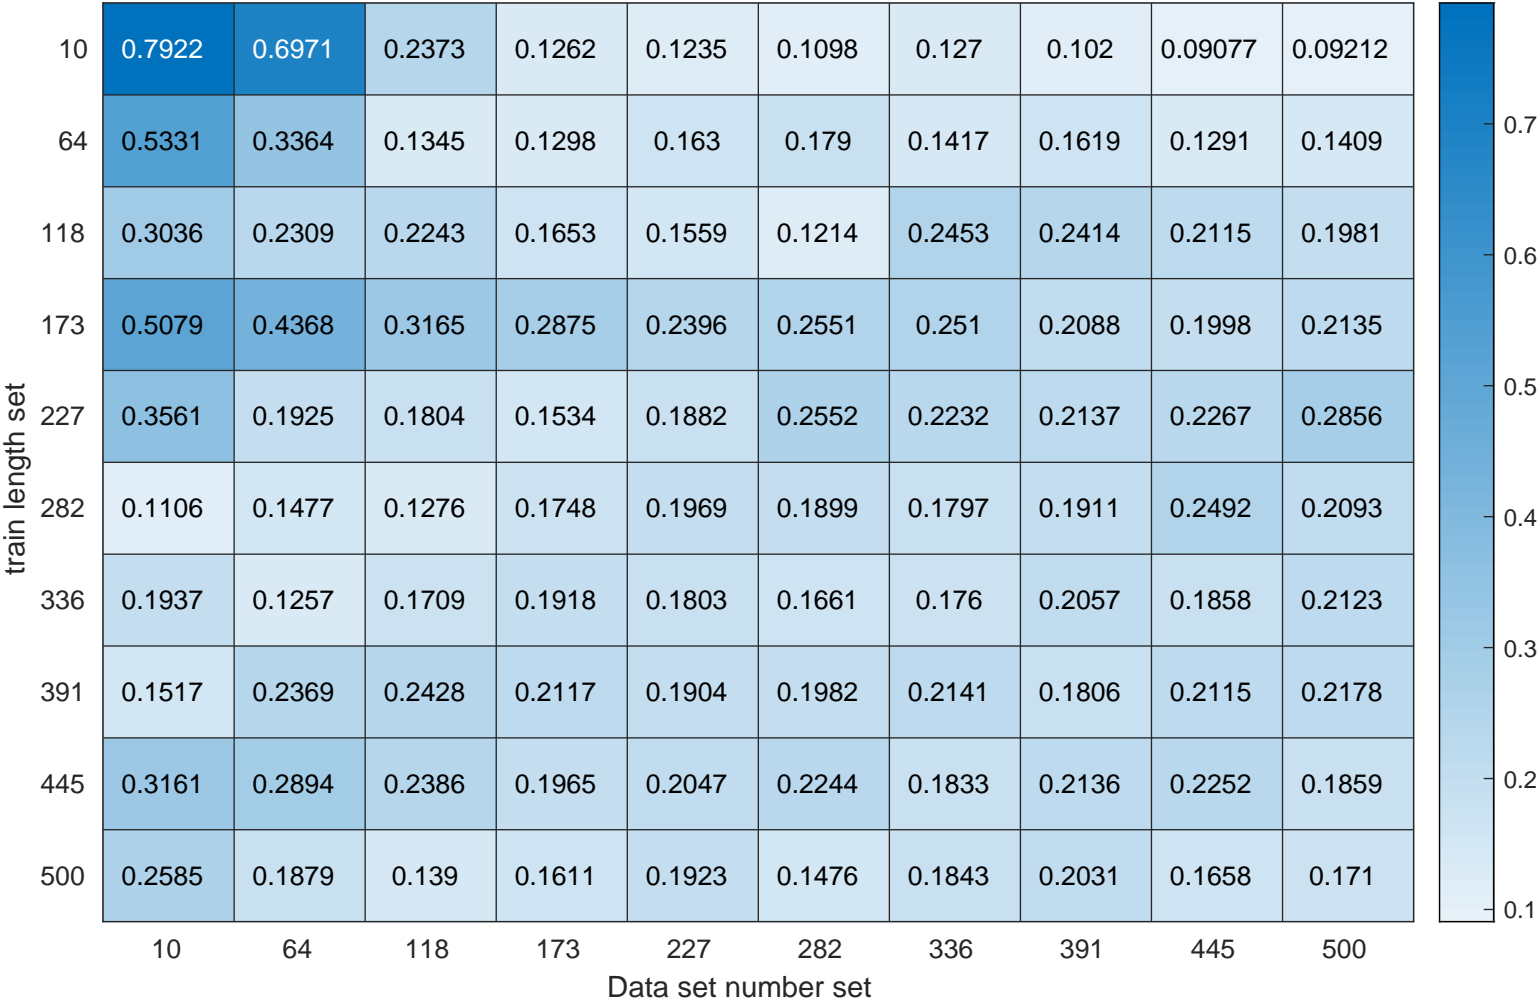 10 0.7922 0.6971 0.2373 0.1262 0.1235 0.1098 0.127 0.102 0.09077 0.09212
64 0.5331 0.3364 0.1345 0.1298 0.163 0.179 0.1417 0.1619 0.1291 0.1409
118 0.3036 0.2309 0.2243 0.1653 0.1559 0.1214 0.2453 0.2414 0.2115 0.1981
173 0.5079 0.4368 0.3165 0.2875 0.2396 0.2551 0.251 0.2088 0.1998 0.2135
227 0.3561 0.1925 0.1804 0.1534 0.1882 0.2552 0.2232 0.2137 0.2267 0.2856
282 0.1106 0.1477 0.1276 0.1748 0.1969 0.1899 0.1797 0.1911 0.2492 0.2093
336 0.1937 0.1257 0.1709 0.1918 0.1803 0.1661 0.176 0.2057 0.1858 0.2123
391 0.1517 0.2369 0.2428 0.2117 0.1904 0.1982 0.2141 0.1806 0.2115 0.2178
445 0.3161 0.2894 0.2386 0.1965 0.2047 0.2244 0.1833 0.2136 0.2252 0.1859
500 0.2585 0.1879 0.139 0.1611 0.1923 0.1476 0.1843 0.2031 0.1658 0.171
10 64 118 173 227 282 336 391 445 500
Data set number set
train length set
0.7
0.6
0.5
0.4
0.3
0.2
0.1